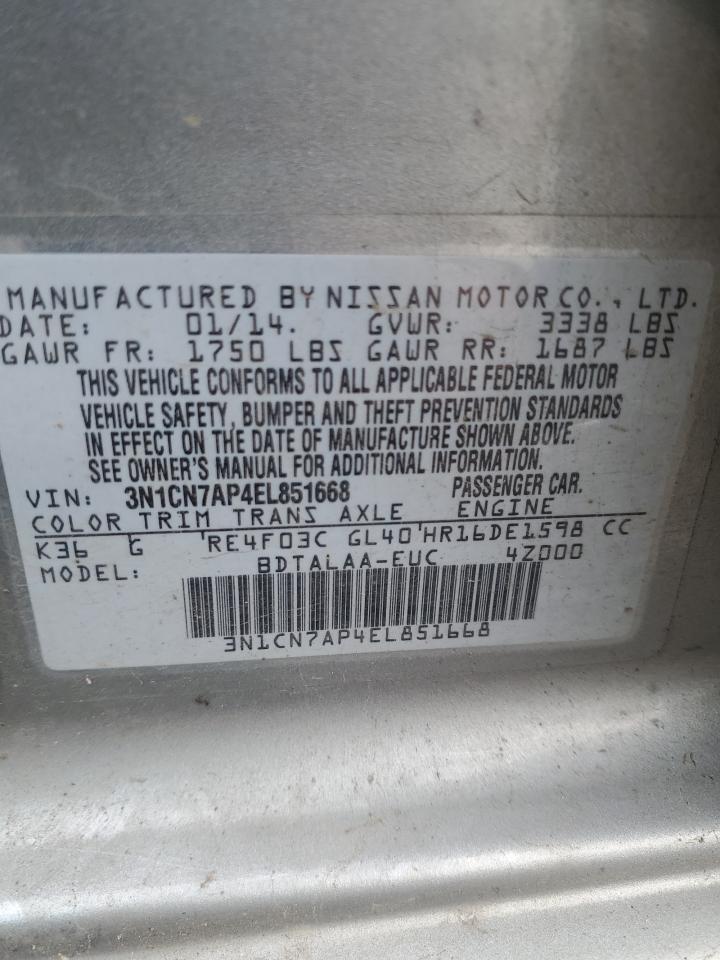 MANUFACTURED BY NISSAN MOTOR CO., LTD.
DATE: 01/14. GVWR: 3338 LBS
GAWR FR: 1750 LBS GAWR RR: 1687 LBS
THIS VEHICLE CONFORMS TO ALL APPLICABLE FEDERAL MOTOR
VEHICLE SAFETY, BUMPER AND THEFT PREVENTION STANDARDS
IN EFFECT ON THE DATE OF MANUFACTURE SHOWN ABOVE.
SEE OWNER'S MANUAL FOR ADDITIONAL INFORMATION.
VIN: 3N1CN7AP4EL851668 PASSENGER CAR.
COLOR TRIM TRANS AXLE ENGINE
K36 G RE4F03C GL40 HR16DE1598 CC
MODEL: BDTALAA-EUC 4Z000
3N1CN7AP4EL851668